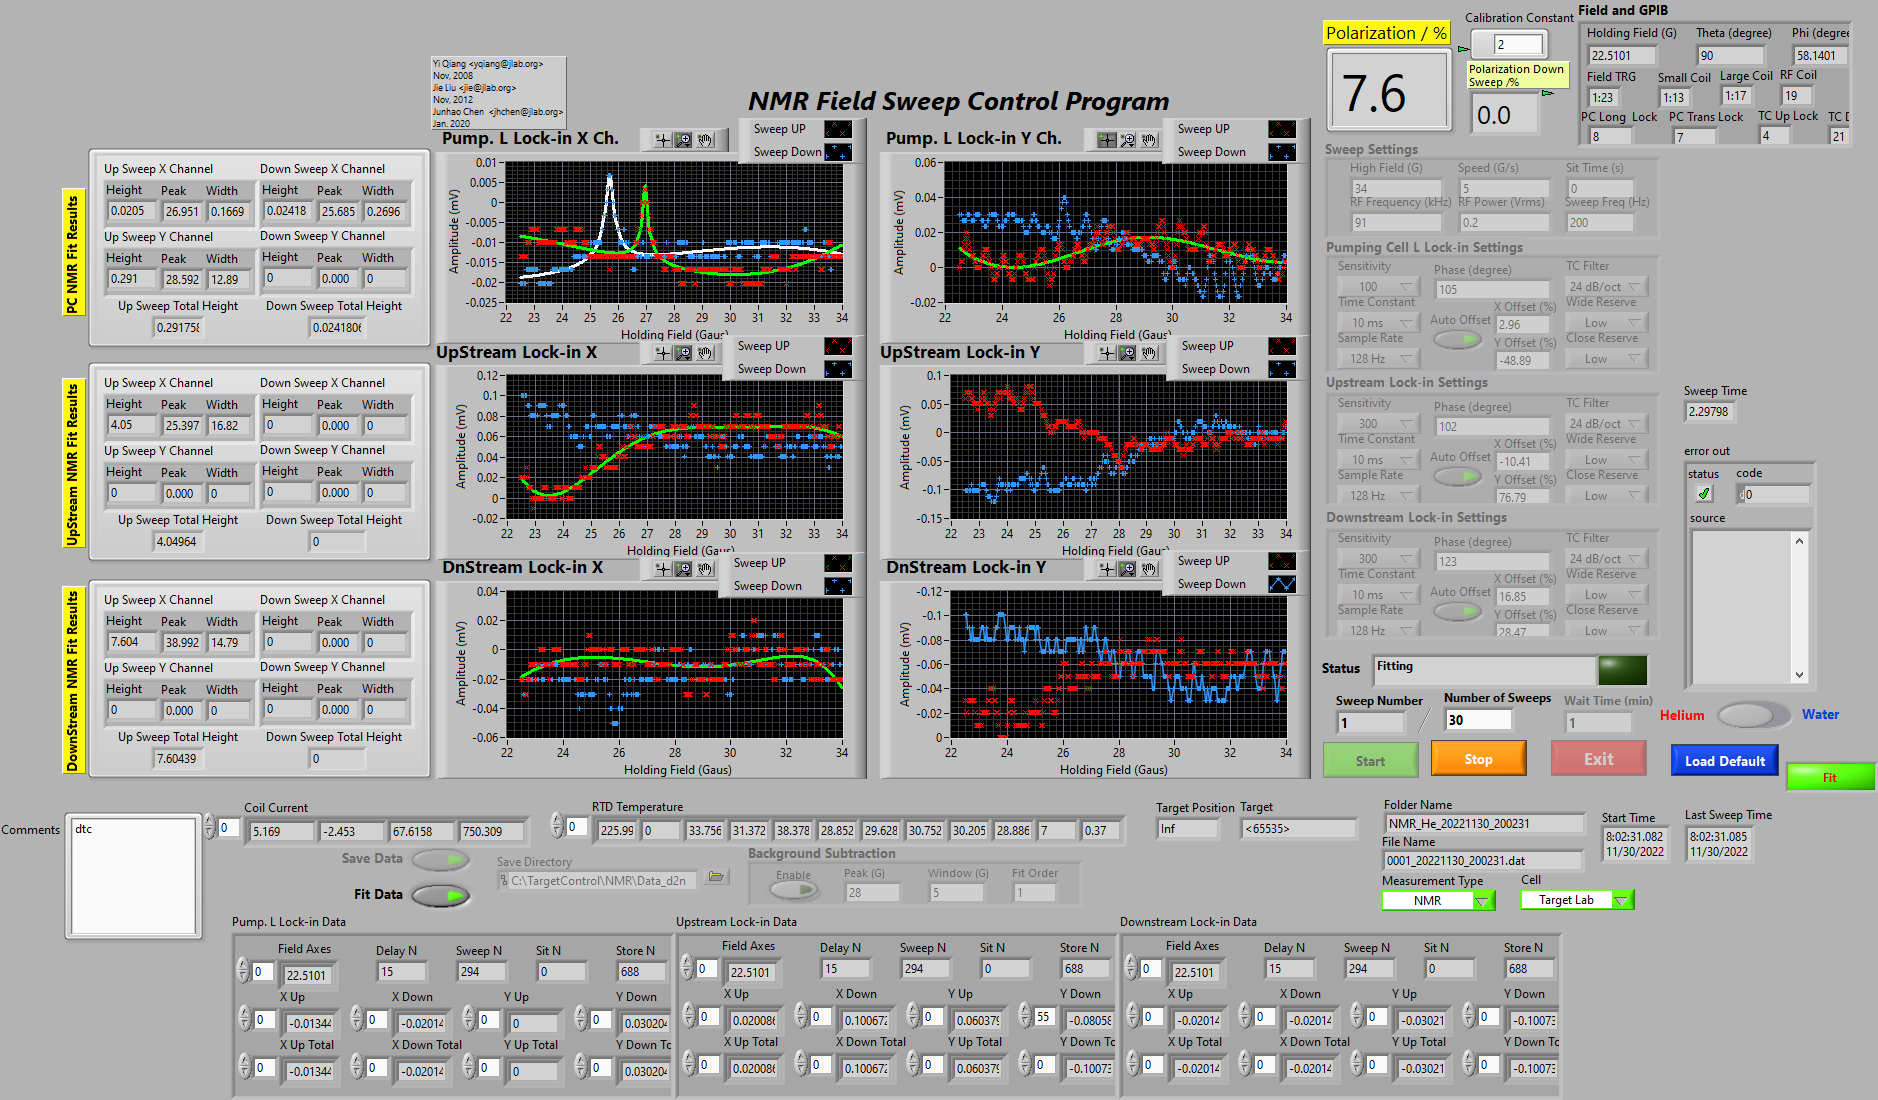 Yi Qiang <yqiang@jlab.org>
Nov, 2008
Jie Liu <jie@jlab.org>
Nov, 2012
Junhao Chen <jhchen@jlab.org>
Jan. 2020
NMR Field Sweep Control Program
Polarization / %
7.6
Calibration Constant
2
Polarization Down
Sweep /%
0.0
Field and GPIB
Holding Field (G) Theta (degree) Phi (degree
22.5101 90 58.1401
Field TRG Small Coil Large Coil RF Coil
1:23 1:13 1:17 19
PC Long Lock PC Trans Lock TC Up Lock TC D
8 7 4 21
PC NMR Fit Results
Up Sweep X Channel Down Sweep X Channel
Height Peak Width Height Peak Width
0.0205 26.951 0.1669 0.02418 25.685 0.2696
Up Sweep Y Channel Down Sweep Y Channel
Height Peak Width Height Peak Width
0.291 28.592 12.89 0 0.000 0
Up Sweep Total Height Down Sweep Total Height
0.291758 0.0241806
Pump. L Lock-in X Ch.
Sweep UP
Sweep Down
Amplitude (mV)
0.01
0.005
0
-0.005
-0.01
-0.015
-0.02
-0.025
22 23 24 25 26 27 28 29 30 31 32 33 34
Holding Field (Gaus)
Pump. L Lock-in Y Ch.
Sweep UP
Sweep Down
Amplitude (mV)
0.06
0.04
0.02
0
-0.02
22 23 24 25 26 27 28 29 30 31 32 33 34
Holding Field (Gaus)
UpStream NMR Fit Results
Up Sweep X Channel Down Sweep X Channel
Height Peak Width Height Peak Width
4.05 25.397 16.82 0 0.000 0
Up Sweep Y Channel Down Sweep Y Channel
Height Peak Width Height Peak Width
0 0.000 0 0 0.000 0
Up Sweep Total Height Down Sweep Total Height
4.04964 0
UpStream Lock-in X
Sweep UP
Sweep Down
Amplitude (mV)
0.12
0.1
0.08
0.06
0.04
0.02
0
-0.02
22 23 24 25 26 27 28 29 30 31 32 33 34
Holding Field (Gaus)
UpStream Lock-in Y
Sweep UP
Sweep Down
Amplitude (mV)
0.1
0.05
0
-0.05
-0.1
-0.15
22 23 24 25 26 27 28 29 30 31 32 33 34
Holding Field (Gaus)
DownStream NMR Fit Results
Up Sweep X Channel Down Sweep X Channel
Height Peak Width Height Peak Width
7.604 38.992 14.79 0 0.000 0
Up Sweep Y Channel Down Sweep Y Channel
Height Peak Width Height Peak Width
0 0.000 0 0 0.000 0
Up Sweep Total Height Down Sweep Total Height
7.60439 0
DnStream Lock-in X
Sweep UP
Sweep Down
Amplitude (mV)
0.04
0.02
0
-0.02
-0.04
-0.06
22 24 26 28 30 32 34
Holding Field (Gaus)
DnStream Lock-in Y
Sweep UP
Sweep Down
Amplitude (mV)
-0.12
-0.1
-0.08
-0.06
-0.04
-0.02
0
22 24 26 28 30 32 34
Holding Field (Gaus)
Sweep Settings
High Field (G) Speed (G/s) Sit Time (s)
34 5 0
RF Frequency (kHz) RF Power (Vrms) Sweep Freq (Hz)
91 0.2 200
Pumping Cell L Lock-in Settings
Sensitivity Phase (degree) TC Filter
100 105 24 dB/oct
Time Constant X Offset (%) Wide Reserve
10 ms Auto Offset 2.96 Low
Sample Rate Y Offset (%) Close Reserve
128 Hz -48.89 Low
Upstream Lock-in Settings
Sensitivity Phase (degree) TC Filter
300 102 24 dB/oct
Time Constant X Offset (%) Wide Reserve
10 ms Auto Offset -10.41 Low
Sample Rate Y Offset (%) Close Reserve
128 Hz 76.79 Low
Downstream Lock-in Settings
Sensitivity Phase (degree) TC Filter
300 123 24 dB/oct
Time Constant X Offset (%) Wide Reserve
10 ms Auto Offset 16.85 Low
Sample Rate Y Offset (%) Close Reserve
128 Hz 28.47 Low
Sweep Time
2.29798
error out
status code
0
source
Status Fitting
Sweep Number Number of Sweeps Wait Time (min)
1 / 30 1
Helium Water
Start Stop Exit Load Default Fit
Comments
dtc
Coil Current
0 5.169 -2.453 67.6158 750.309
RTD Temperature
0 225.99 0 33.756 31.372 38.378 28.852 29.628 30.752 30.205 28.886 7 0.37
Target Position Target
Inf <65535>
Folder Name
NMR_He_20221130_200231
File Name
0001_20221130_200231.dat
Start Time
8:02:31.082
11/30/2022
Last Sweep Time
8:02:31.085
11/30/2022
Measurement Type Cell
NMR Target Lab
Save Data
Fit Data
Save Directory
C:\TargetControl\NMR\Data_d2n
Background Subtraction
Enable Peak (G) Window (G) Fit Order
28 5 1
Pump. L Lock-in Data
Field Axes Delay N Sweep N Sit N Store N
0 22.5101 15 294 0 688
X Up X Down Y Up Y Down
0 -0.01344 0 -0.02014 0 0 0 0.030204
X Up Total X Down Total Y Up Total Y Down To
0 -0.01344 0 -0.02014 0 0 0 0.030204
Upstream Lock-in Data
Field Axes Delay N Sweep N Sit N Store N
0 22.5101 15 294 0 688
X Up X Down Y Up Y Down
0 0.020086 0 0.100672 0 0.060379 55 -0.08058
X Up Total X Down Total Y Up Total Y Down To
0 0.020086 0 0.100672 0 0.060379 0 -0.10073
Downstream Lock-in Data
Field Axes Delay N Sweep N Sit N Store N
0 22.5101 15 294 0 688
X Up X Down Y Up Y Down
0 -0.02014 0 -0.02014 0 -0.03021 0 -0.10073
X Up Total X Down Total Y Up Total Y Down To
0 -0.02014 0 -0.02014 0 -0.03021 0 -0.10073